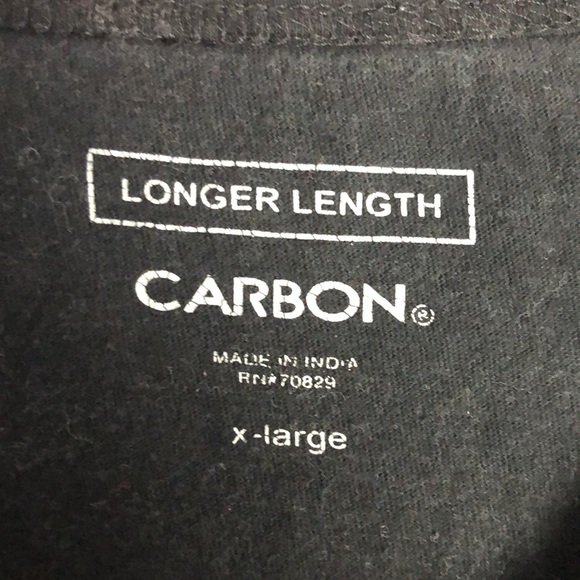 LONGER LENGTH
CARBON®
MADE IN INDIA
RN#70829
x-large